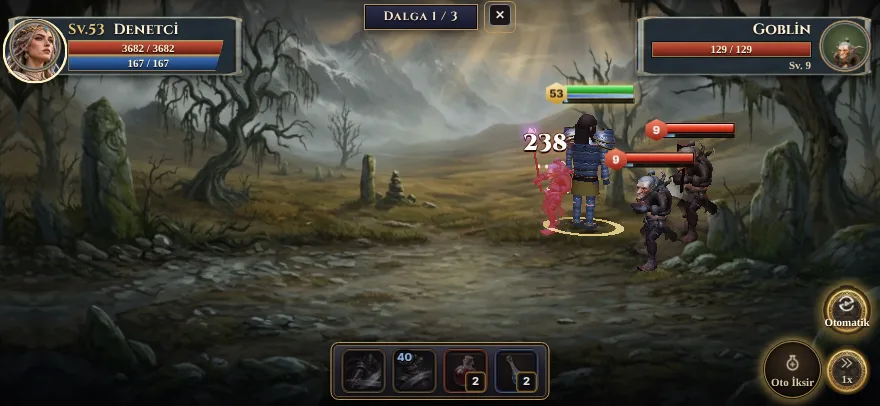 Sv.53 DENETCİ
3682 / 3682
167 / 167
DALGA 1 / 3
✕
GOBLİN
129 / 129
Sv. 9
53
238
9
9
40
2
2
Otomatik
Oto İksir
1x